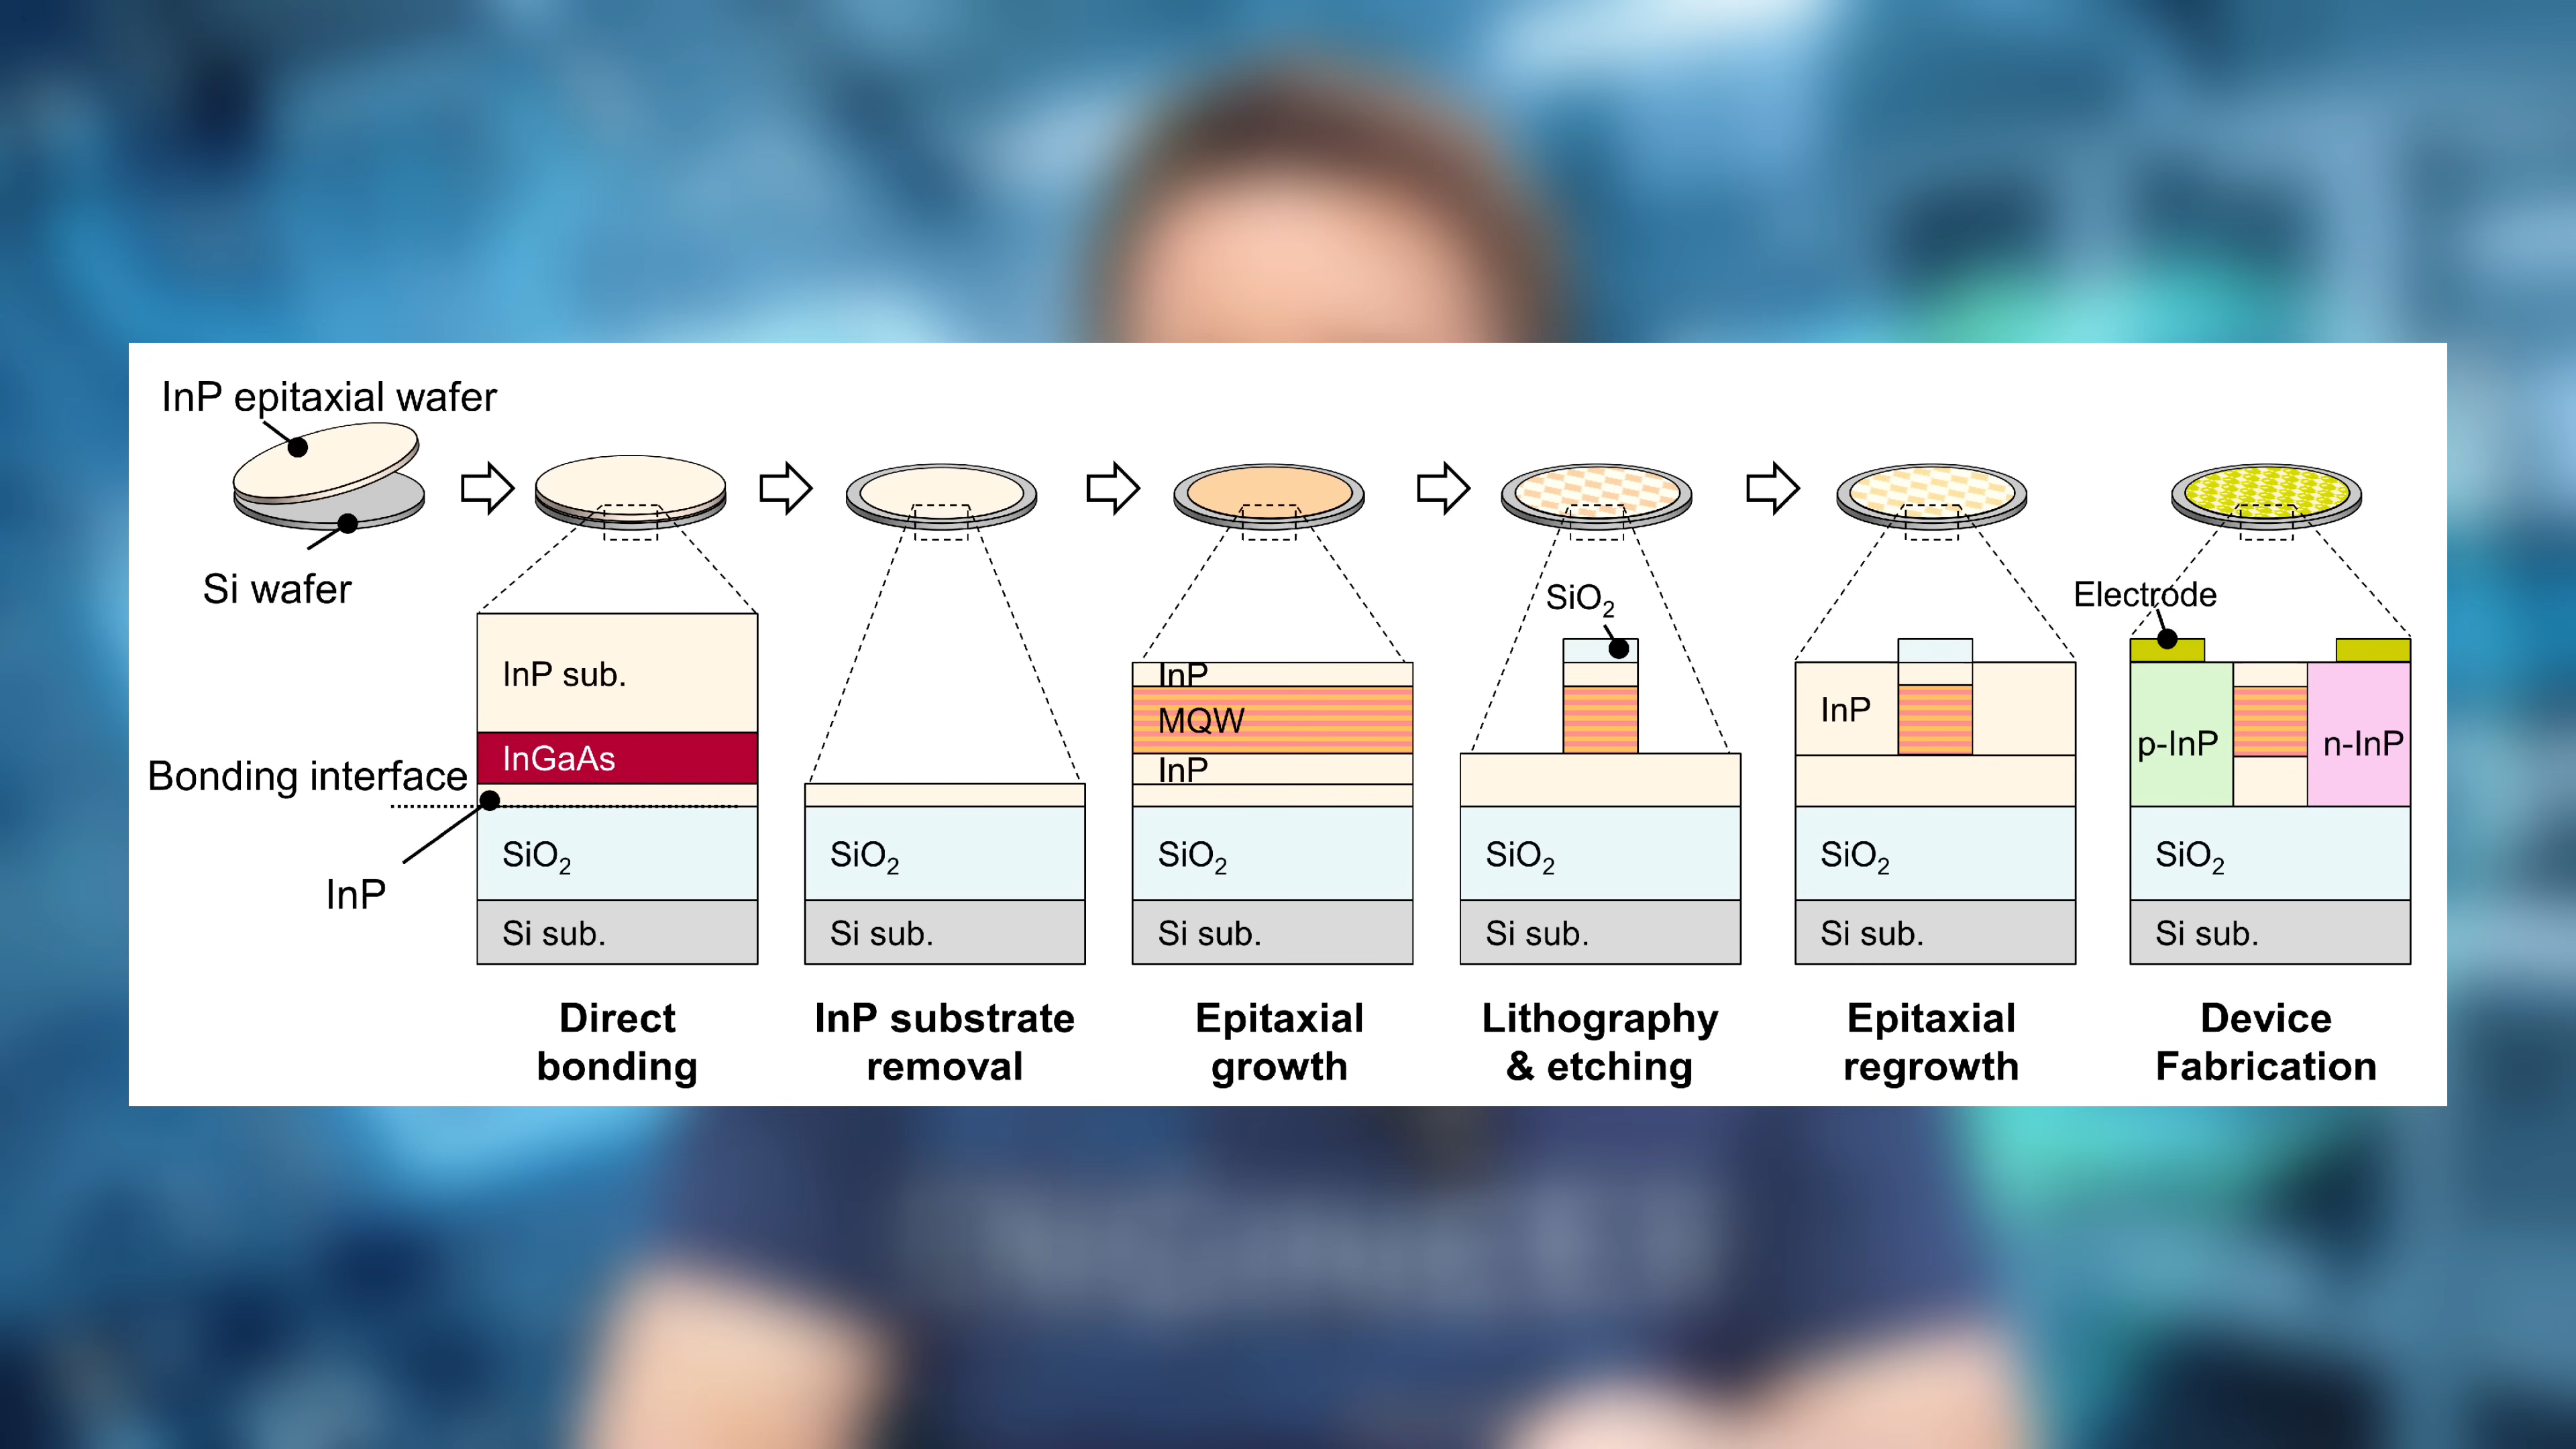 InP epitaxial wafer
Si wafer
Bonding interface
InP
InP sub.
InGaAs
SiO₂
Si sub.
SiO₂
Si sub.
InP
MQW
InP
SiO₂
Si sub.
SiO₂
SiO₂
Si sub.
InP
SiO₂
Si sub.
Electrode
p-InP
n-InP
SiO₂
Si sub.
Direct
bonding
InP substrate
removal
Epitaxial
growth
Lithography
& etching
Epitaxial
regrowth
Device
Fabrication